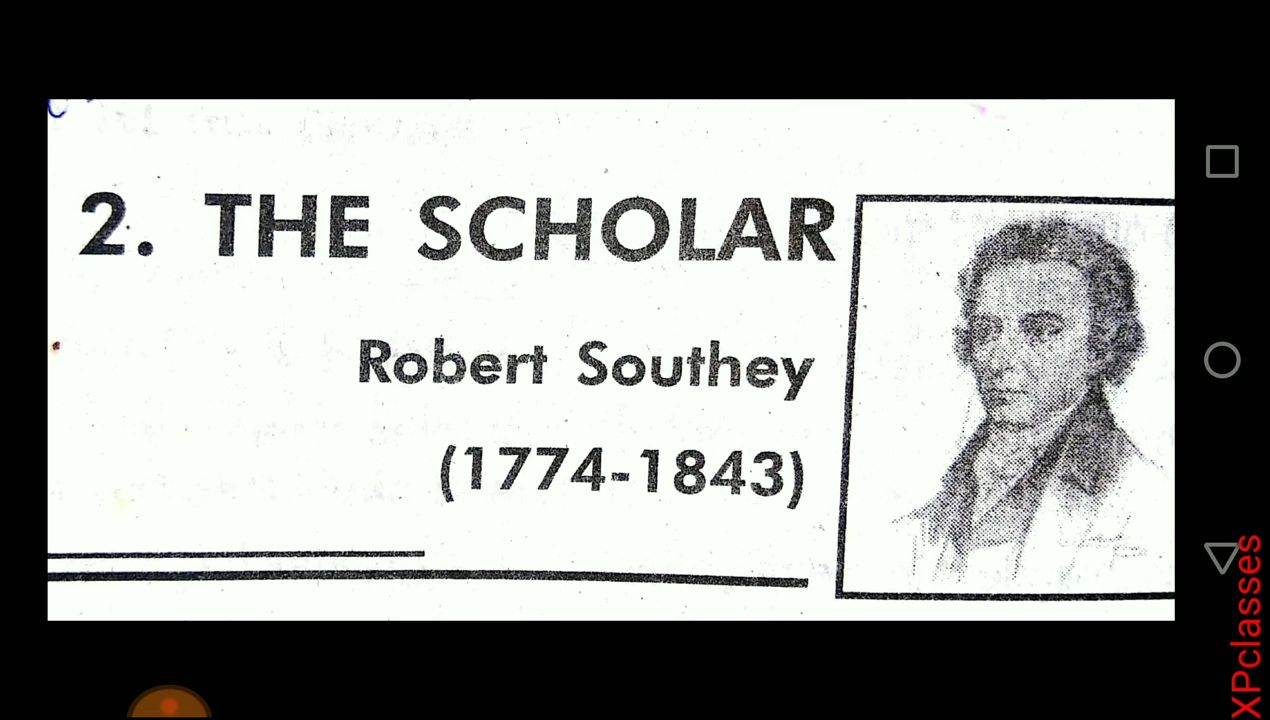 2. THE SCHOLAR
Robert Southey
(1774-1843)
XPclasses